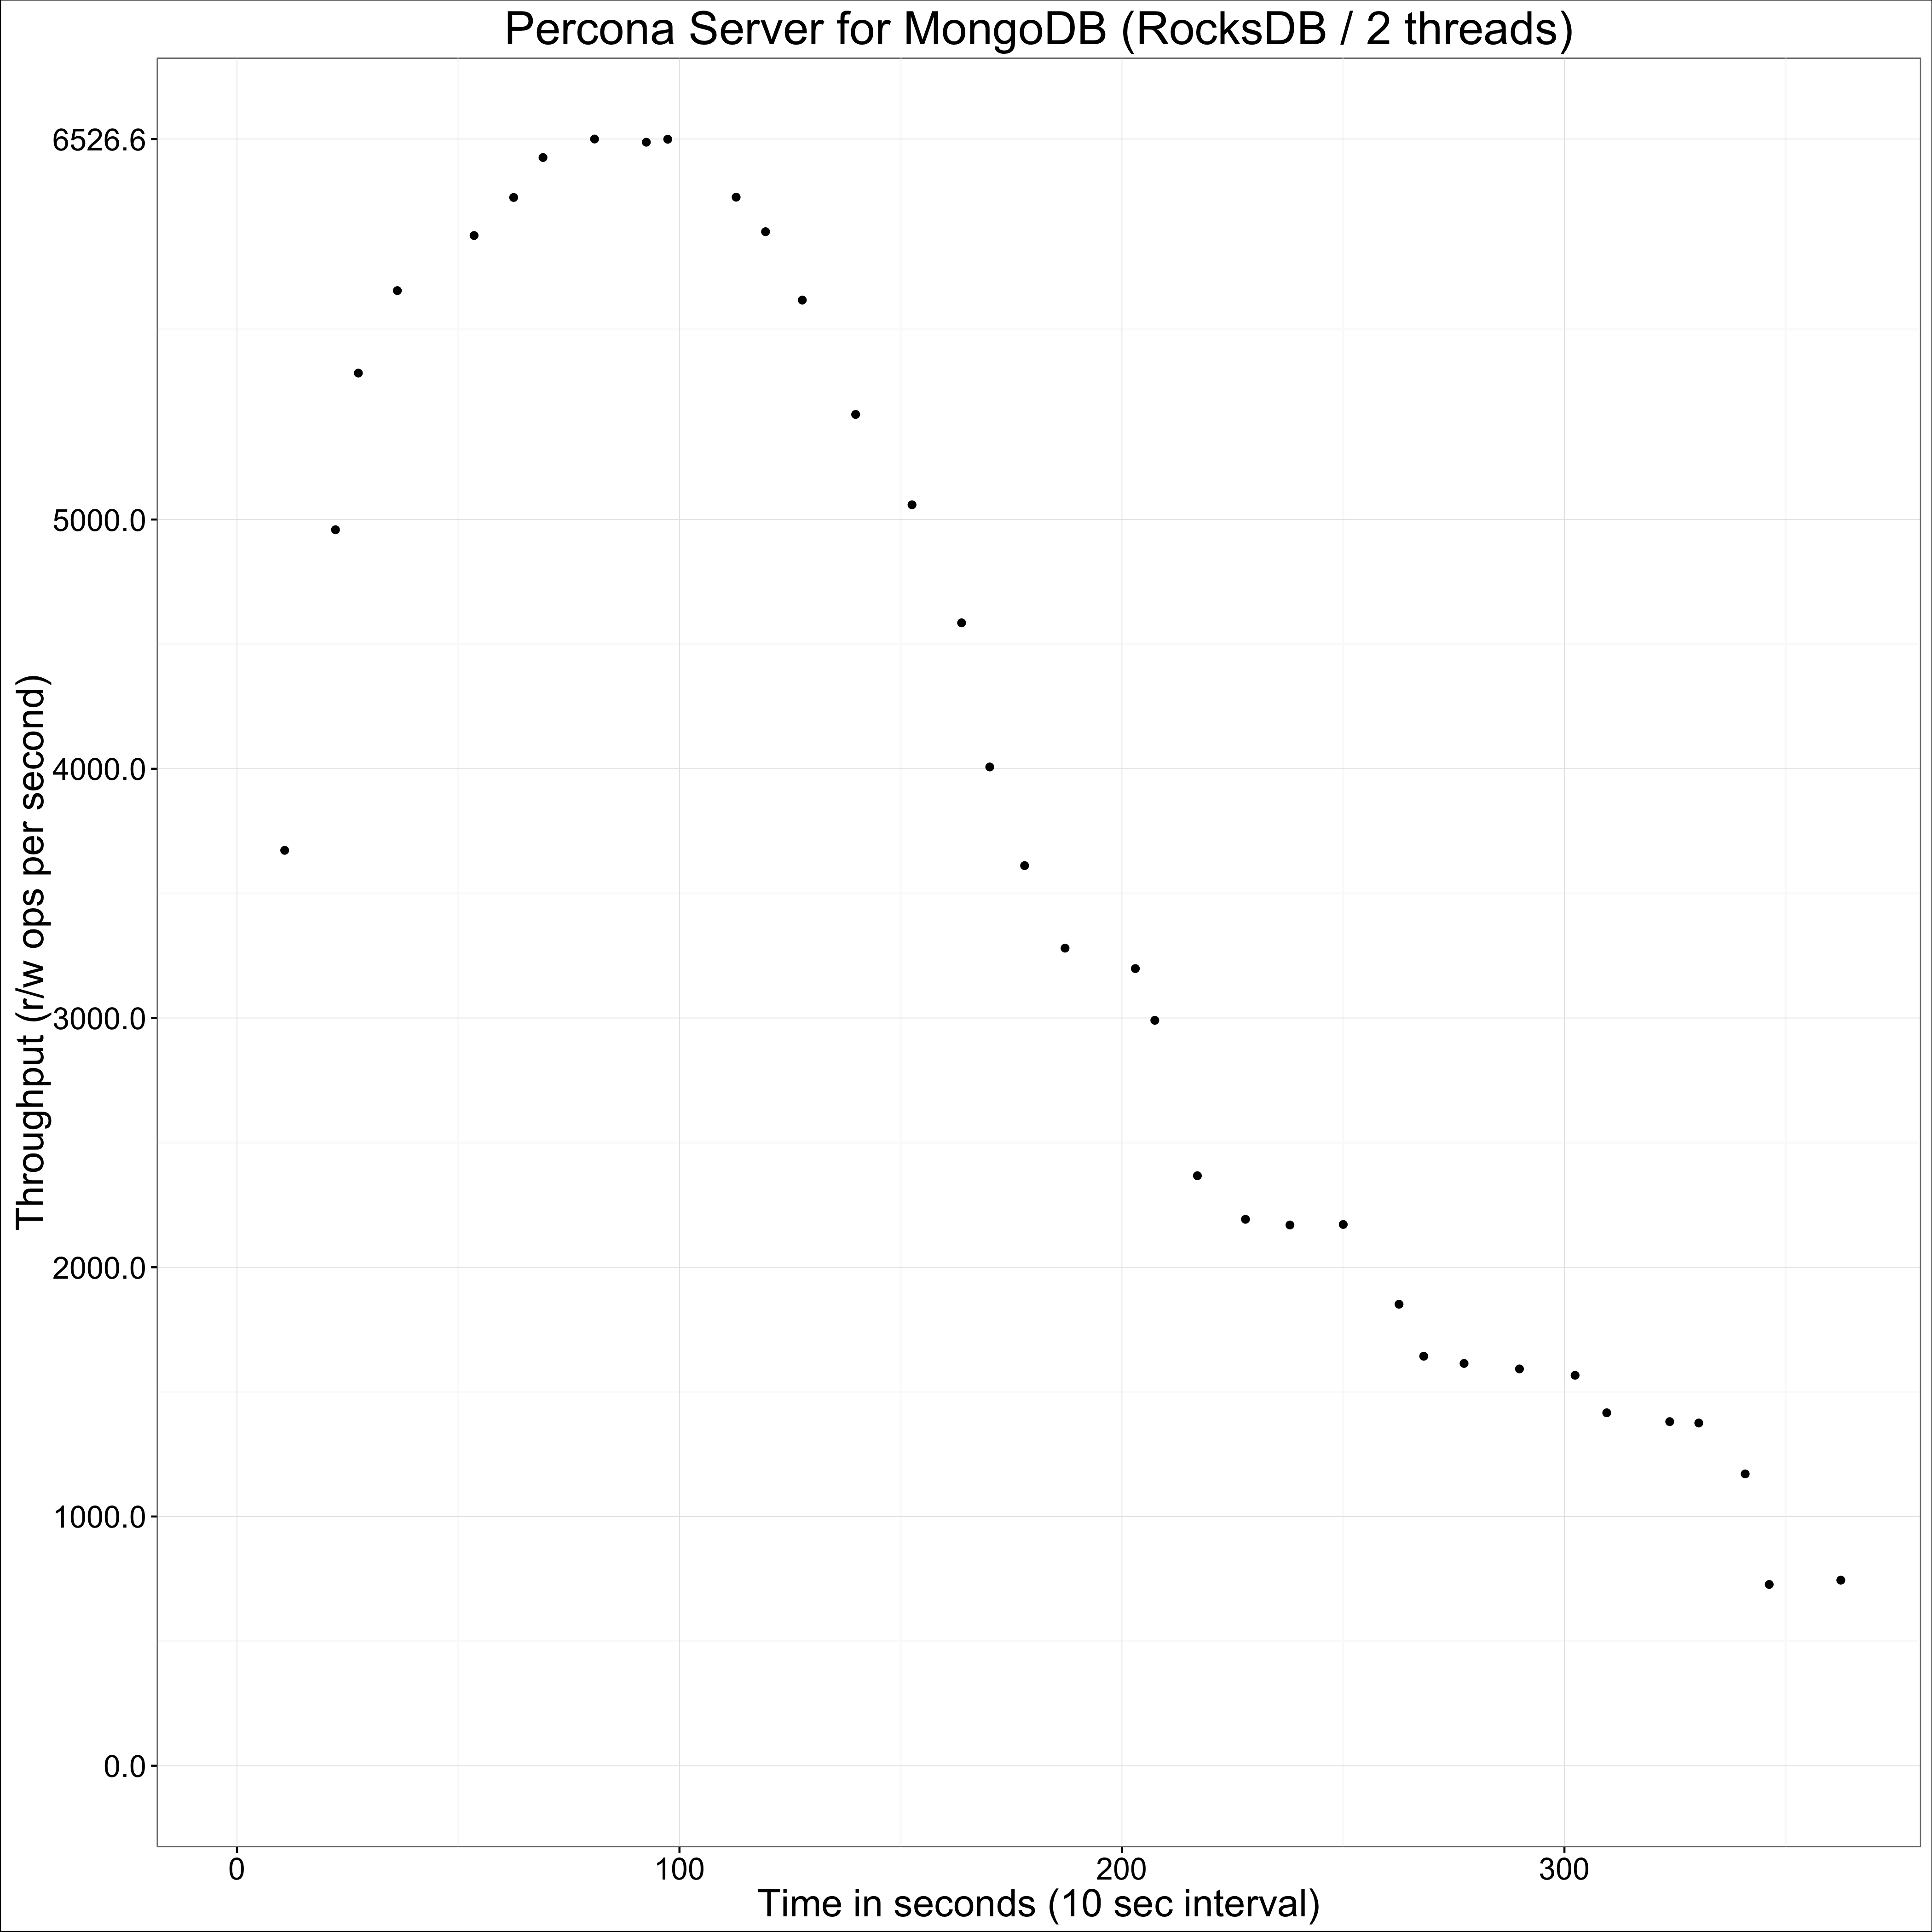 Percona Server for MongoDB (RocksDB / 2 threads)
Throughput (r/w ops per second)
6526.6
5000.0
4000.0
3000.0
2000.0
1000.0
0.0
0 100 200 300
Time in seconds (10 sec interval)